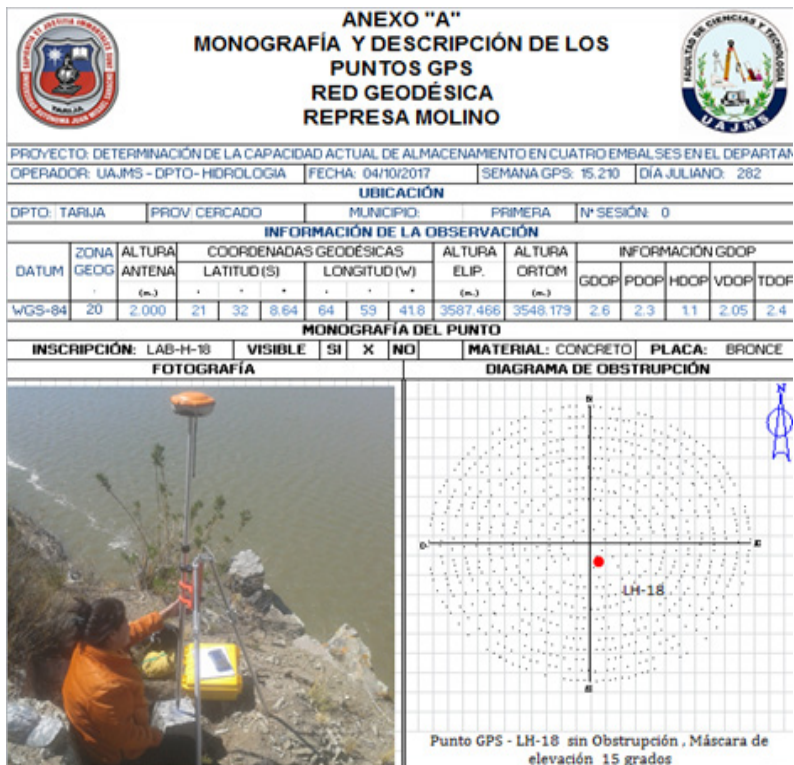 ANEXO "A"
MONOGRAFÍA Y DESCRIPCIÓN DE LOS
PUNTOS GPS
RED GEODÉSICA
REPRESA MOLINO
TARIJA
FACULTAD DE CIENCIAS Y TECNOLOGIA
UAJMS
PROYECTO: DETERMINACIÓN DE LA CAPACIDAD ACTUAL DE ALMACENAMIENTO EN CUATRO EMBALSES EN EL DEPARTAN
OPERADOR: UAJMS - DPTO- HIDROLOGIA FECHA: 04/10/2017 SEMANA GPS: 15.210 DÍA JULIANO: 282
UBICACIÓN
DPTO: TARIJA PROV: CERCADO MUNICIPIO: PRIMERA N° SESIÓN: 0
INFORMACIÓN DE LA OBSERVACIÓN
DATUM ZONA GEOG ALTURA ANTENA (m.) COORDENADAS GEODÉSICAS LATITUD (S) ° ' " LONGITUD (W) ° ' " ALTURA ELIP. (m.) ALTURA ORTOM (m.) INFORMACIÓN GDOP GDOP PDOP HDOP VDOP TDOP
WGS-84 20 2.000 21 32 8.64 64 59 41.8 3587.466 3548.179 2.6 2.3 1.1 2.05 2.4
MONOGRAFÍA DEL PUNTO
INSCRIPCIÓN: LAB-H-18 VISIBLE SI X NO MATERIAL: CONCRETO PLACA: BRONCE
FOTOGRAFÍA DIAGRAMA DE OBSTRUPCIÓN
N
N
E
LH-18
Punto GPS - LH-18 sin Obstrupción , Máscara de
elevación 15 grados